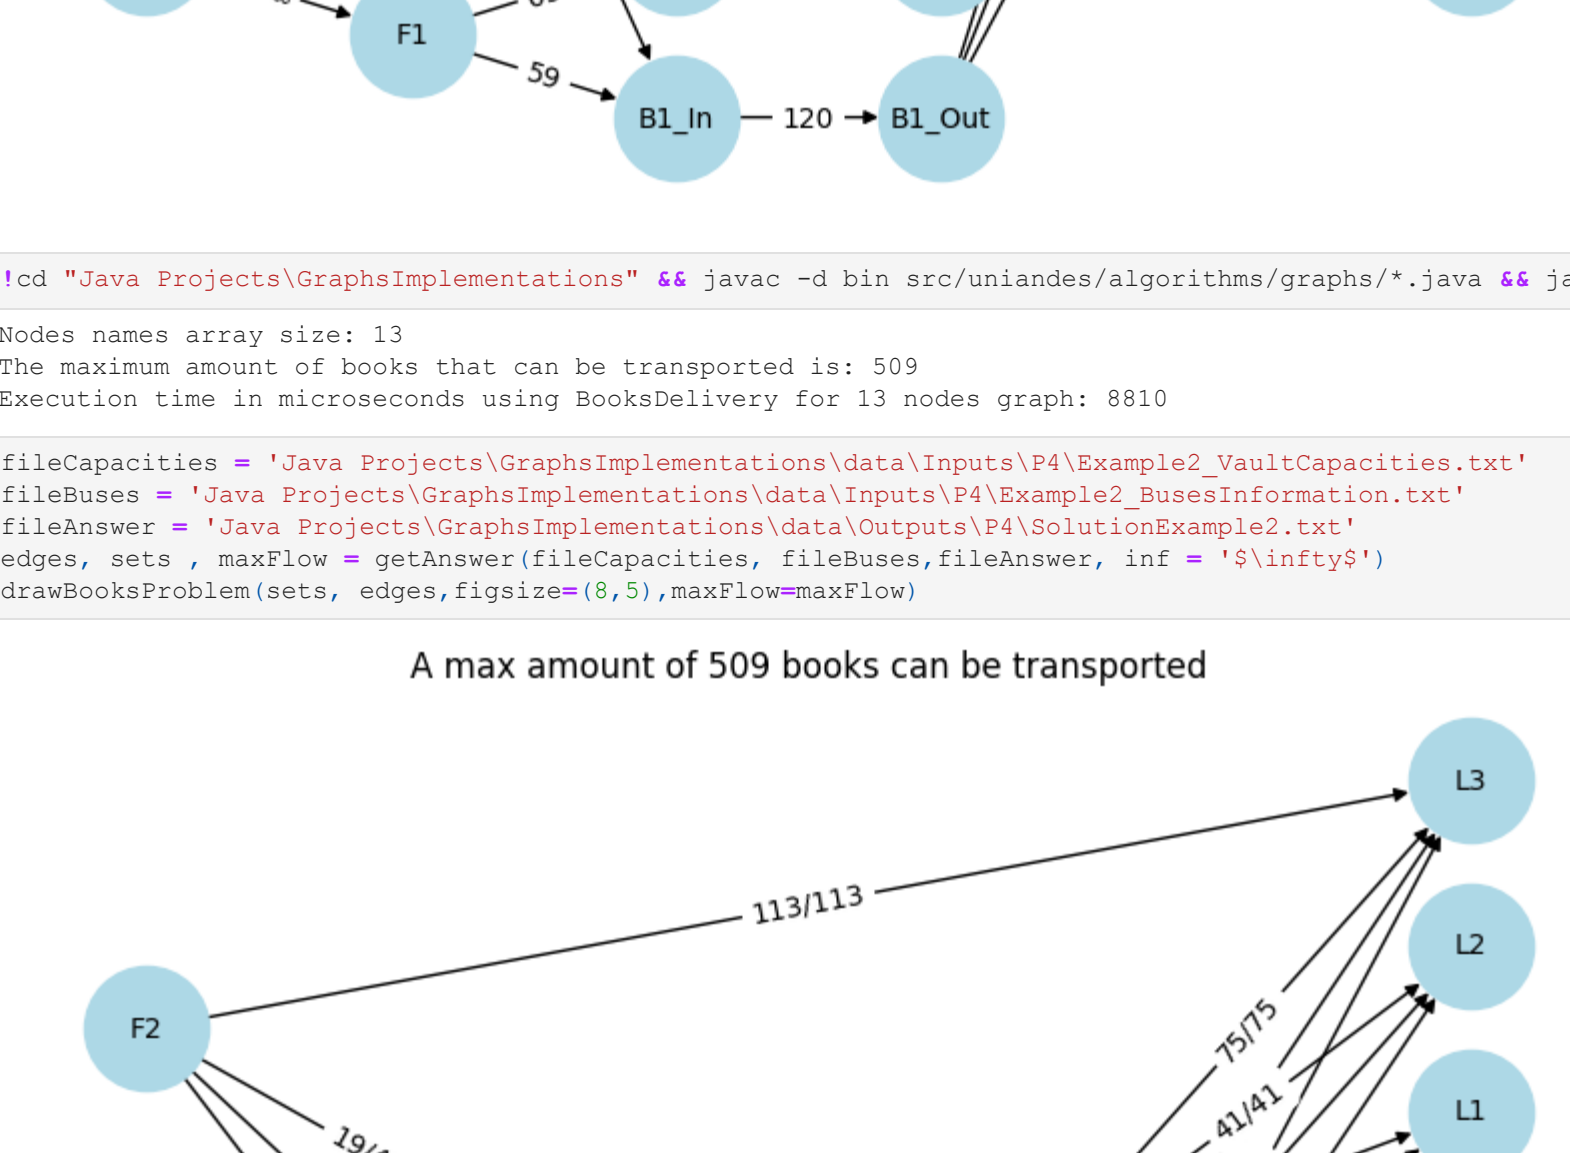 F1
59
B1_In
120
B1_Out
!cd "Java Projects\GraphsImplementations" && javac -d bin src/uniandes/algorithms/graphs/*.java &&
Nodes names array size: 13
The maximum amount of books that can be transported is: 509
Execution time in microseconds using BooksDelivery for 13 nodes graph: 8810
fileCapacities = 'Java Projects\GraphsImplementations\data\Inputs\P4\Example2_VaultCapacities.txt'
fileBuses = 'Java Projects\GraphsImplementations\data\Inputs\P4\Example2_BusesInformation.txt'
fileAnswer = 'Java Projects\GraphsImplementations\data\Outputs\P4\SolutionExample2.txt'
edges, sets , maxFlow = getAnswer(fileCapacities, fileBuses,fileAnswer, inf = '$\infty$')
drawBooksProblem(sets, edges,figsize=(8,5),maxFlow=maxFlow)
A max amount of 509 books can be transported
L3
113/113
L2
F2
75/75
41/41
L1